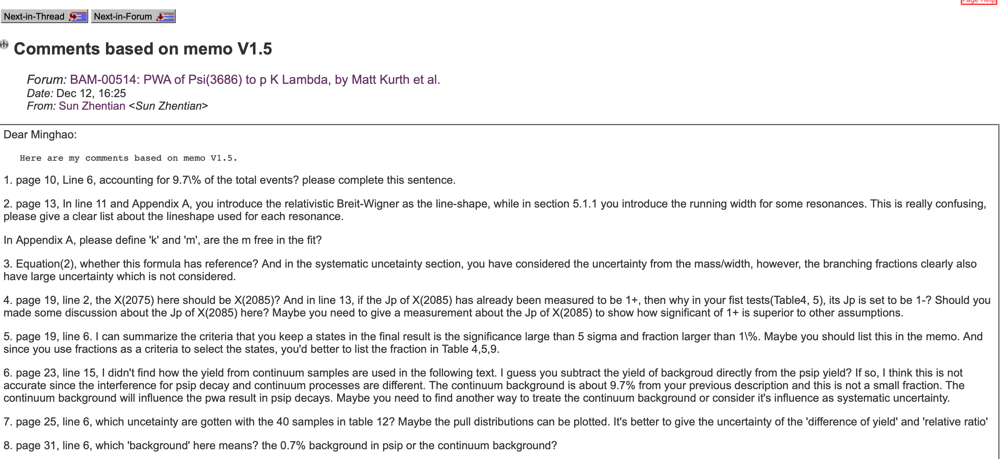 Page Help
Next-in-Thread Next-in-Forum
Comments based on memo V1.5
Forum: BAM-00514: PWA of Psi(3686) to p K Lambda, by Matt Kurth et al.
Date: Dec 12, 16:25
From: Sun Zhentian <Sun Zhentian>
Dear Minghao:
Here are my comments based on memo V1.5.
1. page 10, Line 6, accounting for 9.7\% of the total events? please complete this sentence.
2. page 13, In line 11 and Appendix A, you introduce the relativistic Breit-Wigner as the line-shape, while in section 5.1.1 you introduce the running width for some resonances. This is really confusing,
please give a clear list about the lineshape used for each resonance.
In Appendix A, please define 'k' and 'm', are the m free in the fit?
3. Equation(2), whether this formula has reference? And in the systematic uncetainty section, you have considered the uncertainty from the mass/width, however, the branching fractions clearly also
have large uncertainty which is not considered.
4. page 19, line 2, the X(2075) here should be X(2085)? And in line 13, if the Jp of X(2085) has already been measured to be 1+, then why in your fist tests(Table4, 5), its Jp is set to be 1-? Should you
made some discussion about the Jp of X(2085) here? Maybe you need to give a measurement about the Jp of X(2085) to show how significant of 1+ is superior to other assumptions.
5. page 19, line 6. I can summarize the criteria that you keep a states in the final result is the significance large than 5 sigma and fraction larger than 1\%. Maybe you should list this in the memo. And
since you use fractions as a criteria to select the states, you'd better to list the fraction in Table 4,5,9.
6. page 23, line 15, I didn't find how the yield from continuum samples are used in the following text. I guess you subtract the yield of backgroud directly from the psip yield? If so, I think this is not
accurate since the interference for psip decay and continuum processes are different. The continuum background is about 9.7% from your previous description and this is not a small fraction. The
continuum background will influence the pwa result in psip decays. Maybe you need to find another way to treate the continuum background or consider it's influence as systematic uncertainty.
7. page 25, line 6, which uncetainty are gotten with the 40 samples in table 12? Maybe the pull distributions can be plotted. It's better to give the uncertainty of the 'difference of yield' and 'relative ratio'
8. page 31, line 6, which 'background' here means? the 0.7% background in psip or the continuum background?